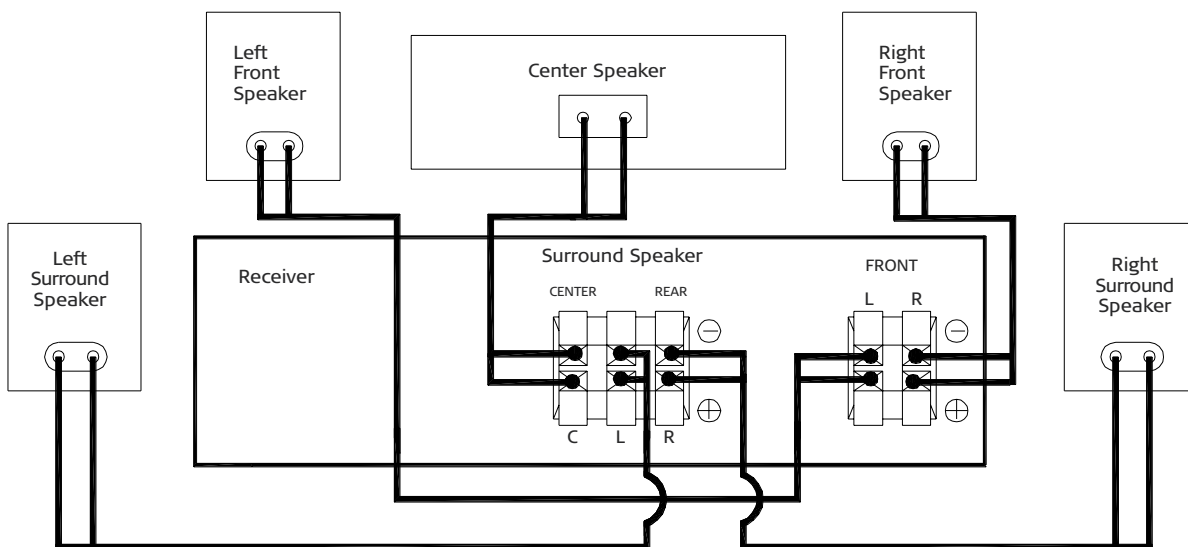 Left
Front
Speaker
Center Speaker
Right
Front
Speaker
Left
Surround
Speaker
Receiver
Surround Speaker
CENTER
REAR
C
L
R
FRONT
L
R
Right
Surround
Speaker